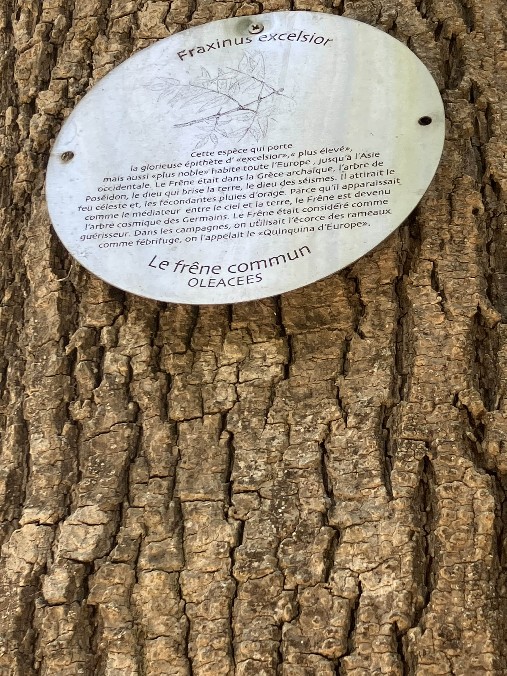 Fraxinus excelsior
Cette espèce qui porte
la glorieuse épithète d' «excelsior»,« plus élevé»,
mais aussi «plus noble» habite toute l'Europe , jusqu'à l'Asie
occidentale. Le Frêne était dans la Grèce archaïque, l'arbre de
Poséidon, le dieu qui brise la terre, le dieu des séismes. Il attirait le
feu céleste et, les fécondantes pluies d'orage. Parce qu'il apparaissait
comme le médiateur entre le ciel et la terre, le Frêne est devenu
l'arbre cosmique des Germains. Le Frêne était considéré comme
guérisseur. Dans les campagnes, on utilisait l'écorce des rameaux
comme fébrifuge, on l'appelait le «Quinquina d'Europe».
Le frêne commun
OLEACEES